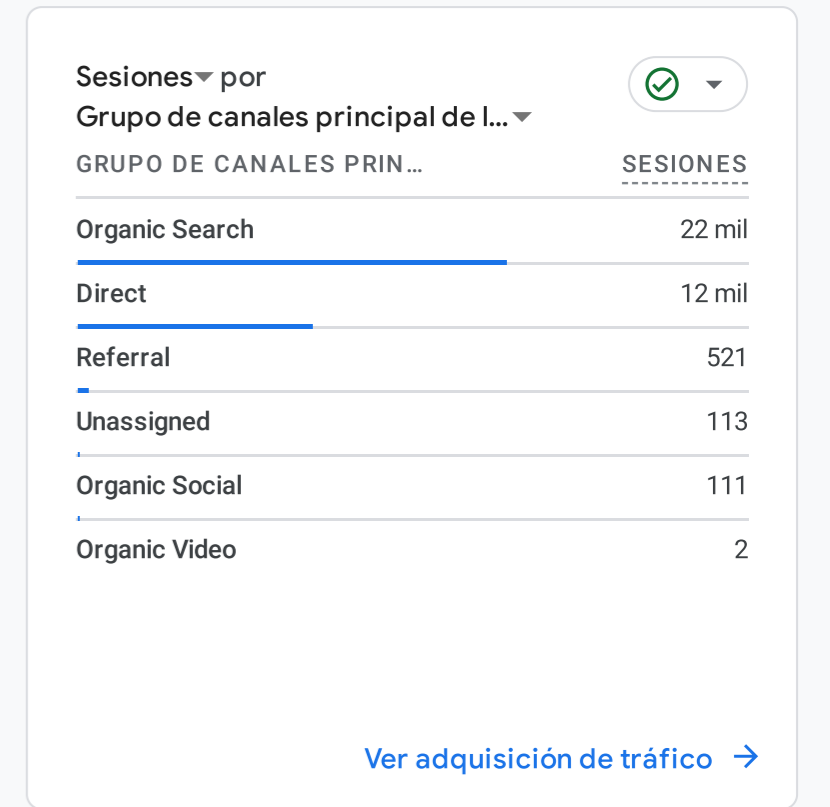 Sesiones por
Grupo de canales principal de l...
GRUPO DE CANALES PRIN...
SESIONES
Organic Search 22 mil
Direct 12 mil
Referral 521
Unassigned 113
Organic Social 111
Organic Video 2
Ver adquisición de tráfico